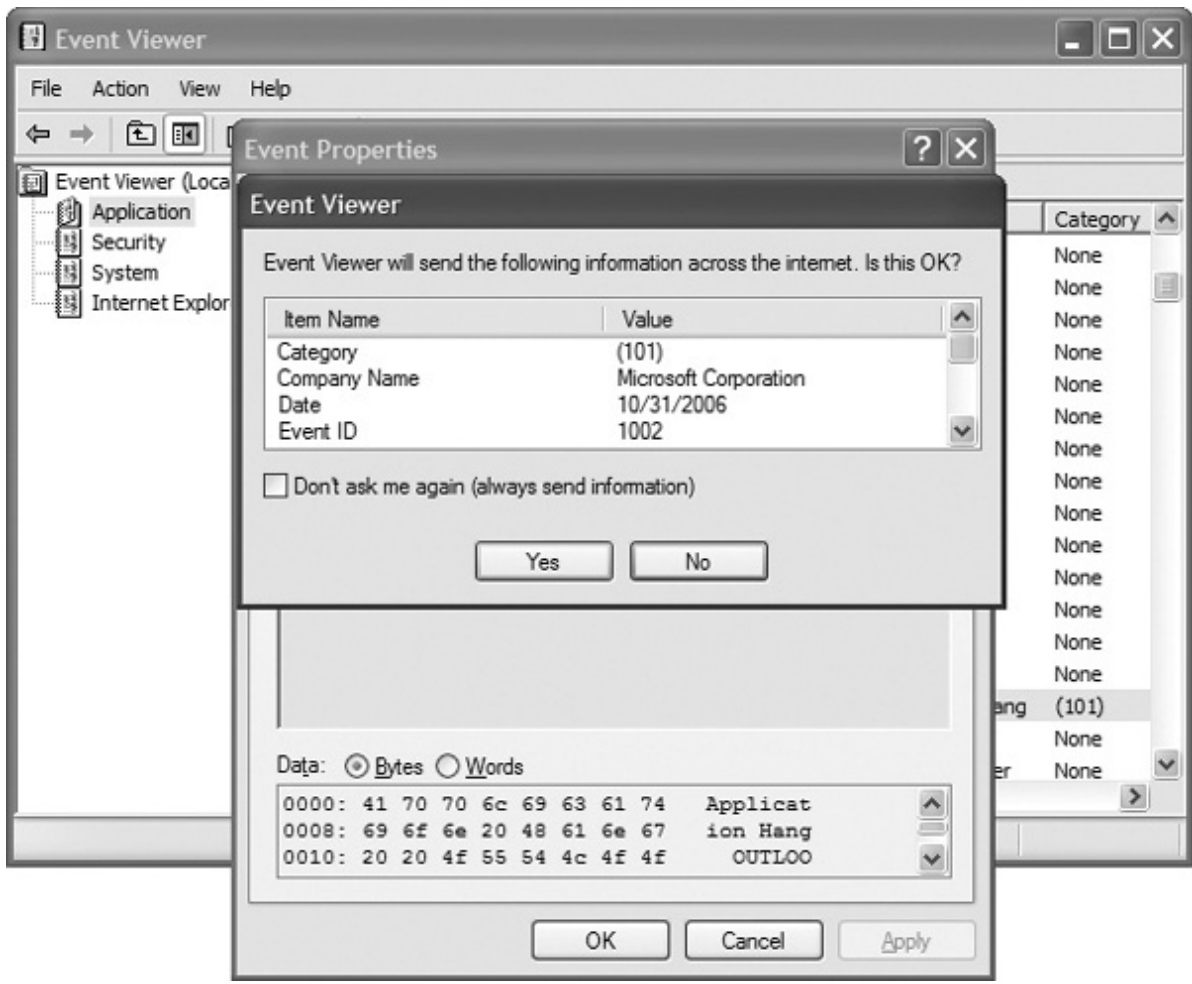 Event Viewer
File Action View Help
Event Properties
Event Viewer (Loca
Application
Security
System
Internet Explor
Event Viewer
Event Viewer will send the following information across the internet. Is this OK?
Item Name Value
Category (101)
Company Name Microsoft Corporation
Date 10/31/2006
Event ID 1002
Don't ask me again (always send information)
Yes No
Category
None
None
None
None
None
None
None
None
None
None
None
None
None
None
ang (101)
None
er None
Data: Bytes Words
0000: 41 70 70 6c 69 63 61 74 Applicat
0008: 69 6f 6e 20 48 61 6e 67 ion Hang
0010: 20 20 4f 55 54 4c 4f 4f OUTLOO
OK Cancel Apply